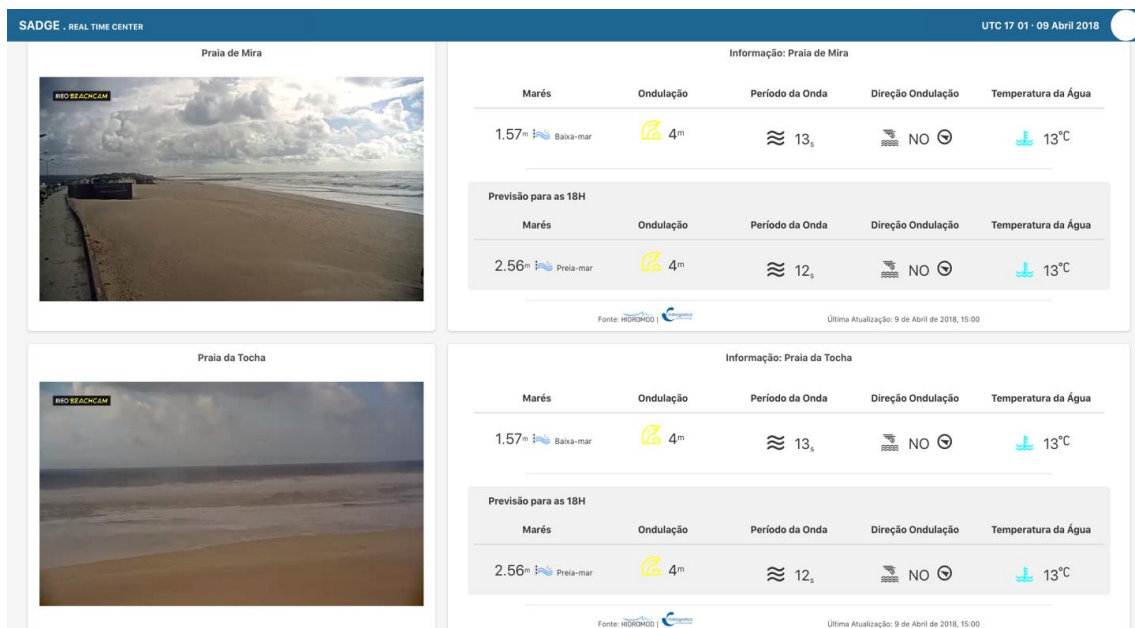 SADGE . REAL TIME CENTER
UTC 17 01 · 09 Abril 2018
Praia de Mira
MEO BEACHCAM
Informação: Praia de Mira
Marés Ondulação Período da Onda Direção Ondulação Temperatura da Água
1.57m Baixa-mar 4m 13s NO 13°C
Previsão para as 18H
Marés Ondulação Período da Onda Direção Ondulação Temperatura da Água
2.56m Preia-mar 4m 12s NO 13°C
Fonte: HIDROMOD | hidrografico Última Atualização: 9 de Abril de 2018, 15:00
Praia da Tocha
MEO BEACHCAM
Informação: Praia da Tocha
Marés Ondulação Período da Onda Direção Ondulação Temperatura da Água
1.57m Baixa-mar 4m 13s NO 13°C
Previsão para as 18H
Marés Ondulação Período da Onda Direção Ondulação Temperatura da Água
2.56m Preia-mar 4m 12s NO 13°C
Fonte: HIDROMOD | hidrografico Última Atualização: 9 de Abril de 2018, 15:00